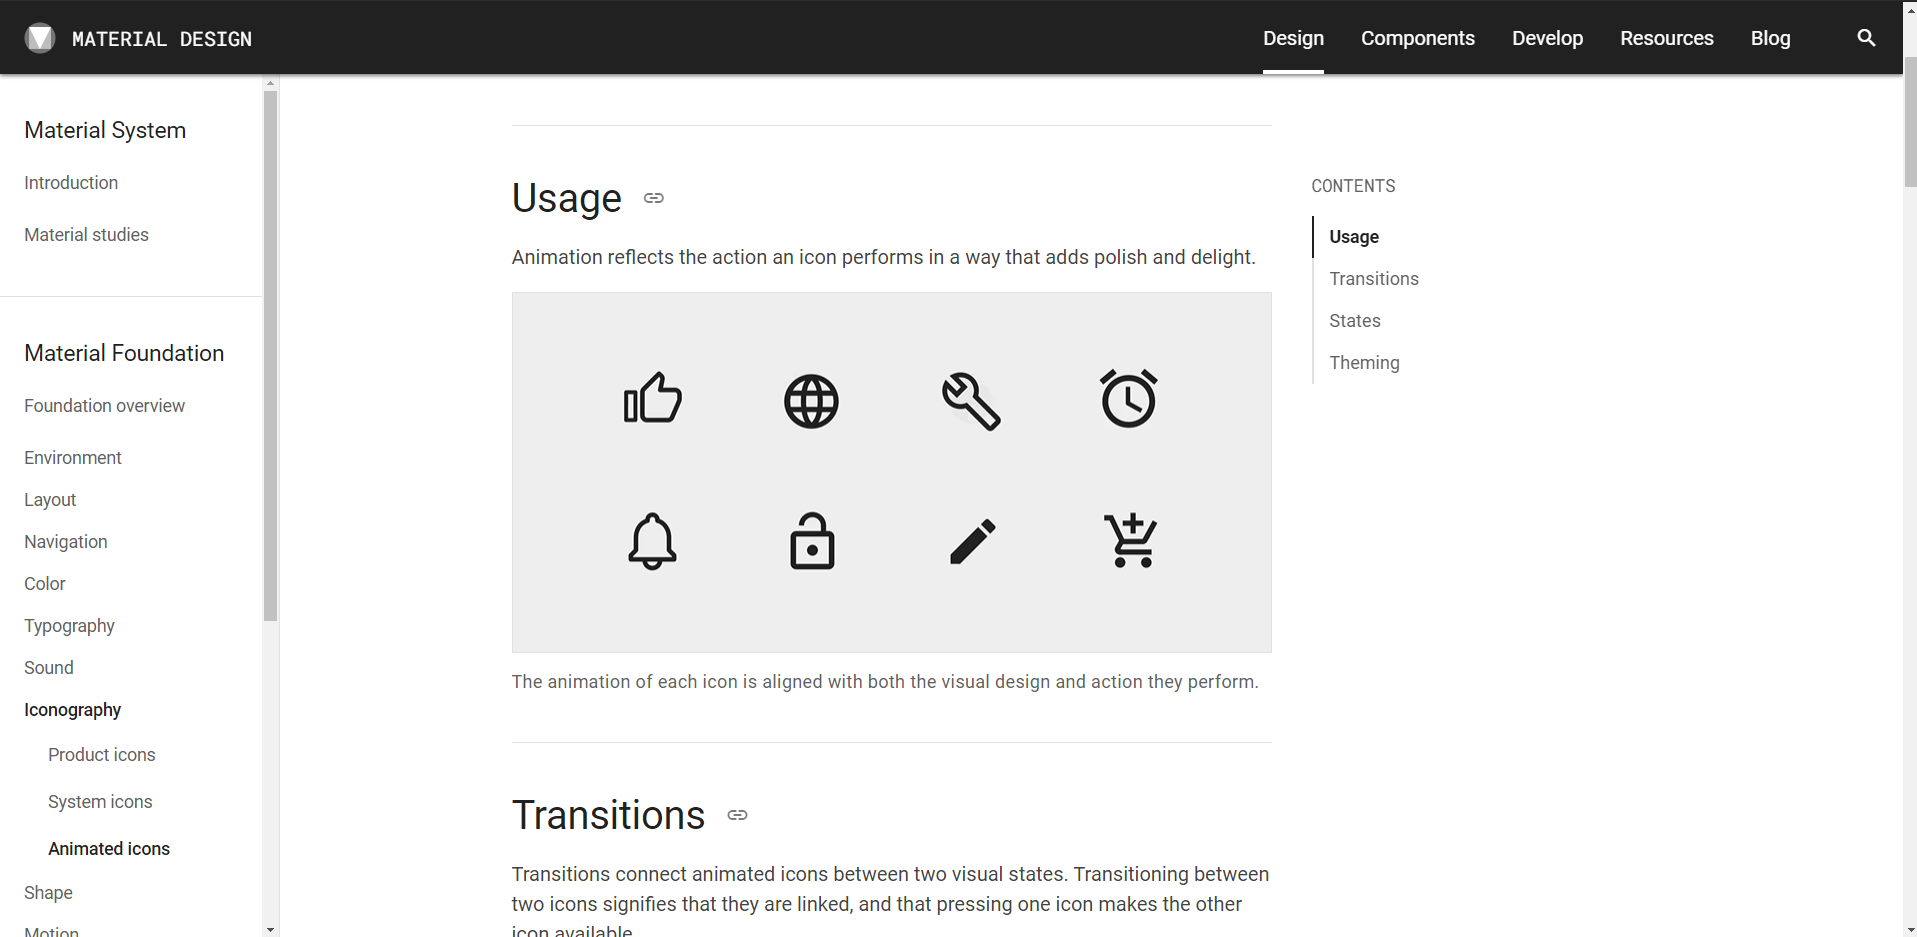 MATERIAL DESIGN
Design
Components
Develop
Resources
Blog
Material System
Introduction
Material studies
Material Foundation
Foundation overview
Environment
Layout
Navigation
Color
Typography
Sound
Iconography
Product icons
System icons
Animated icons
Shape
Motion
Usage
Animation reflects the action an icon performs in a way that adds polish and delight.
The animation of each icon is aligned with both the visual design and action they perform.
Transitions
Transitions connect animated icons between two visual states. Transitioning between
two icons signifies that they are linked, and that pressing one icon makes the other
icon available.
CONTENTS
Usage
Transitions
States
Theming